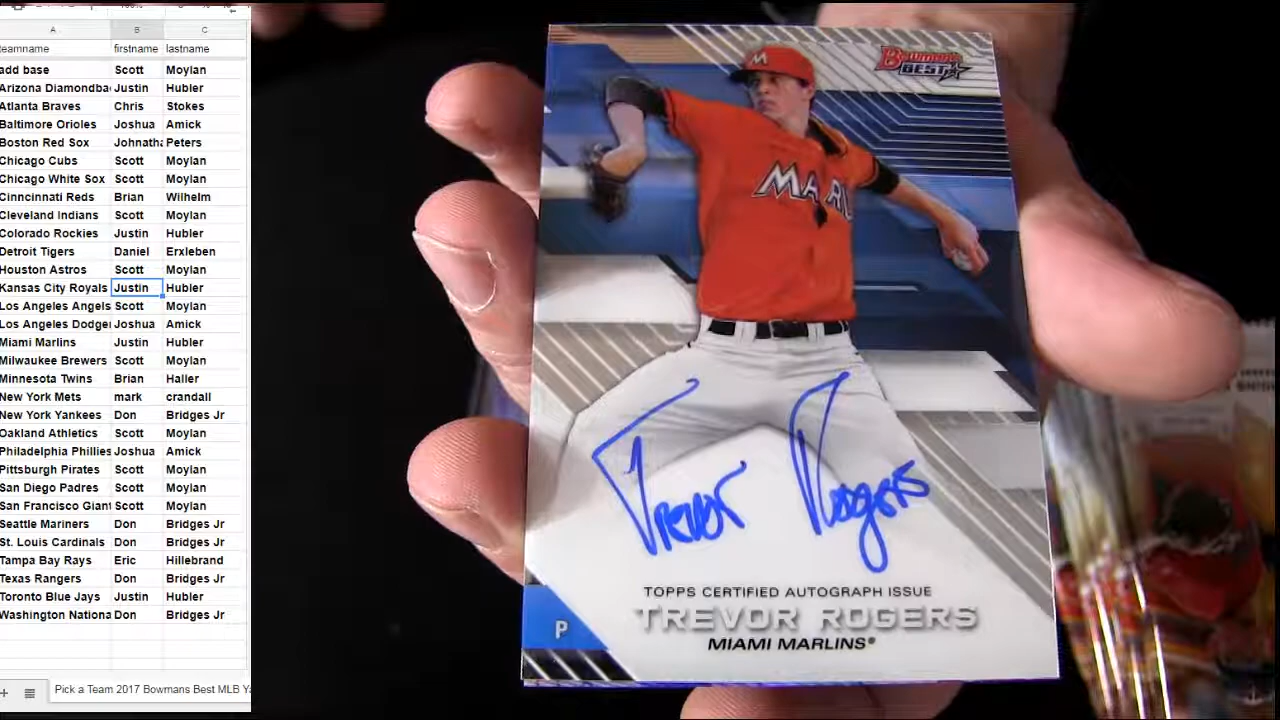 A B C
teamname firstname lastname
add base Scott Moylan
Arizona Diamondba Justin Hubler
Atlanta Braves Chris Stokes
Baltimore Orioles Joshua Amick
Boston Red Sox Johnatha Peters
Chicago Cubs Scott Moylan
Chicago White Sox Scott Moylan
Cinncinnati Reds Brian Wilhelm
Cleveland Indians Scott Moylan
Colorado Rockies Justin Hubler
Detroit Tigers Daniel Erxleben
Houston Astros Scott Moylan
Kansas City Royals Justin Hubler
Los Angeles Angels Scott Moylan
Los Angeles Dodger Joshua Amick
Miami Marlins Justin Hubler
Milwaukee Brewers Scott Moylan
Minnesota Twins Brian Haller
New York Mets mark crandall
New York Yankees Don Bridges Jr
Oakland Athletics Scott Moylan
Philadelphia Phillies Joshua Amick
Pittsburgh Pirates Scott Moylan
San Diego Padres Scott Moylan
San Francisco Giant Scott Moylan
Seattle Mariners Don Bridges Jr
St. Louis Cardinals Don Bridges Jr
Tampa Bay Rays Eric Hillebrand
Texas Rangers Don Bridges Jr
Toronto Blue Jays Justin Hubler
Washington Nationa Don Bridges Jr
Pick a Team 2017 Bowmans Best MLB Ya
BOWMAN'S
BEST
M
MARL
Trevor Rogers
TOPPS CERTIFIED AUTOGRAPH ISSUE
TREVOR ROGERS
P
MIAMI MARLINS®